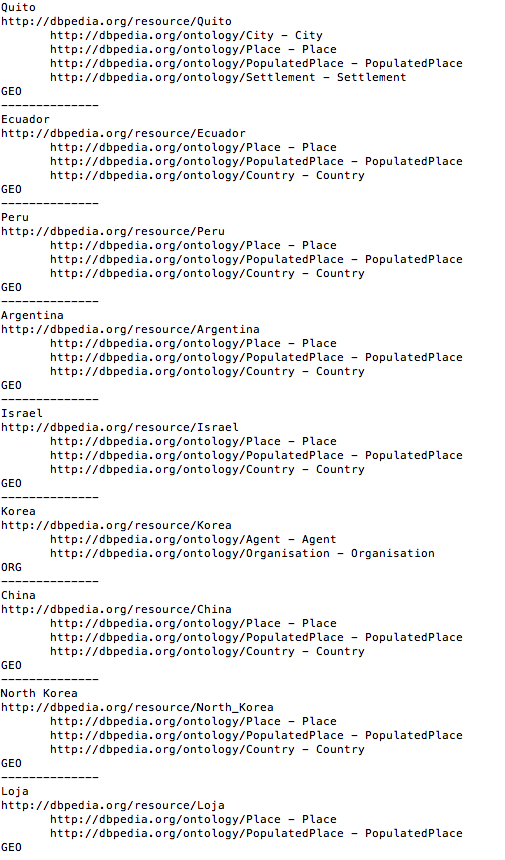 Quito
http://dbpedia.org/resource/Quito
http://dbpedia.org/ontology/City - City
http://dbpedia.org/ontology/Place - Place
http://dbpedia.org/ontology/PopulatedPlace - PopulatedPlace
http://dbpedia.org/ontology/Settlement - Settlement
GEO
--------------
Ecuador
http://dbpedia.org/resource/Ecuador
http://dbpedia.org/ontology/Place - Place
http://dbpedia.org/ontology/PopulatedPlace - PopulatedPlace
http://dbpedia.org/ontology/Country - Country
GEO
--------------
Peru
http://dbpedia.org/resource/Peru
http://dbpedia.org/ontology/Place - Place
http://dbpedia.org/ontology/PopulatedPlace - PopulatedPlace
http://dbpedia.org/ontology/Country - Country
GEO
--------------
Argentina
http://dbpedia.org/resource/Argentina
http://dbpedia.org/ontology/Place - Place
http://dbpedia.org/ontology/PopulatedPlace - PopulatedPlace
http://dbpedia.org/ontology/Country - Country
GEO
--------------
Israel
http://dbpedia.org/resource/Israel
http://dbpedia.org/ontology/Place - Place
http://dbpedia.org/ontology/PopulatedPlace - PopulatedPlace
http://dbpedia.org/ontology/Country - Country
GEO
--------------
Korea
http://dbpedia.org/resource/Korea
http://dbpedia.org/ontology/Agent - Agent
http://dbpedia.org/ontology/Organisation - Organisation
ORG
--------------
China
http://dbpedia.org/resource/China
http://dbpedia.org/ontology/Place - Place
http://dbpedia.org/ontology/PopulatedPlace - PopulatedPlace
http://dbpedia.org/ontology/Country - Country
GEO
--------------
North Korea
http://dbpedia.org/resource/North_Korea
http://dbpedia.org/ontology/Place - Place
http://dbpedia.org/ontology/PopulatedPlace - PopulatedPlace
http://dbpedia.org/ontology/Country - Country
GEO
--------------
Loja
http://dbpedia.org/resource/Loja
http://dbpedia.org/ontology/Place - Place
http://dbpedia.org/ontology/PopulatedPlace - PopulatedPlace
GEO